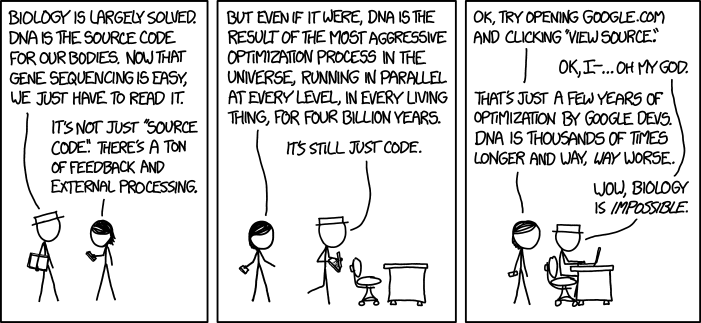 BIOLOGY IS LARGELY SOLVED.
DNA IS THE SOURCE CODE
FOR OUR BODIES. NOW THAT
GENE SEQUENCING IS EASY,
WE JUST HAVE TO READ IT.
IT'S NOT JUST "SOURCE
CODE". THERE'S A TON
OF FEEDBACK AND
EXTERNAL PROCESSING.
BUT EVEN IF IT WERE, DNA IS THE
RESULT OF THE MOST AGGRESSIVE
OPTIMIZATION PROCESS IN THE
UNIVERSE, RUNNING IN PARALLEL
AT EVERY LEVEL, IN EVERY LIVING
THING, FOR FOUR BILLION YEARS.
IT'S STILL JUST CODE.
OK, TRY OPENING GOOGLE.COM
AND CLICKING "VIEW SOURCE."
OK, I-...OH MY GOD.
THAT'S JUST A FEW YEARS OF
OPTIMIZATION BY GOOGLE DEVS.
DNA IS THOUSANDS OF TIMES
LONGER AND WAY, WAY WORSE.
WOW, BIOLOGY
IS IMPOSSIBLE.